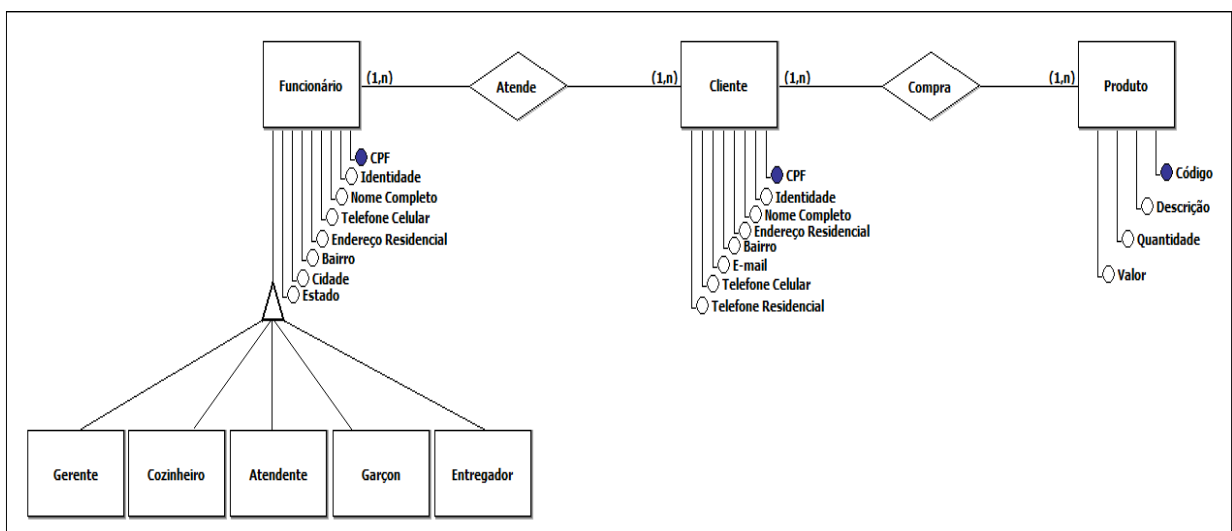 Funcionário
(1,n)
Atende
(1,n)
Cliente
(1,n)
Compra
(1,n)
Produto
CPF
Identidade
Nome Completo
Telefone Celular
Endereço Residencial
Bairro
Cidade
Estado
CPF
Identidade
Nome Completo
Endereço Residencial
Bairro
E-mail
Telefone Celular
Telefone Residencial
Código
Descrição
Quantidade
Valor
Gerente
Cozinheiro
Atendente
Garçon
Entregador